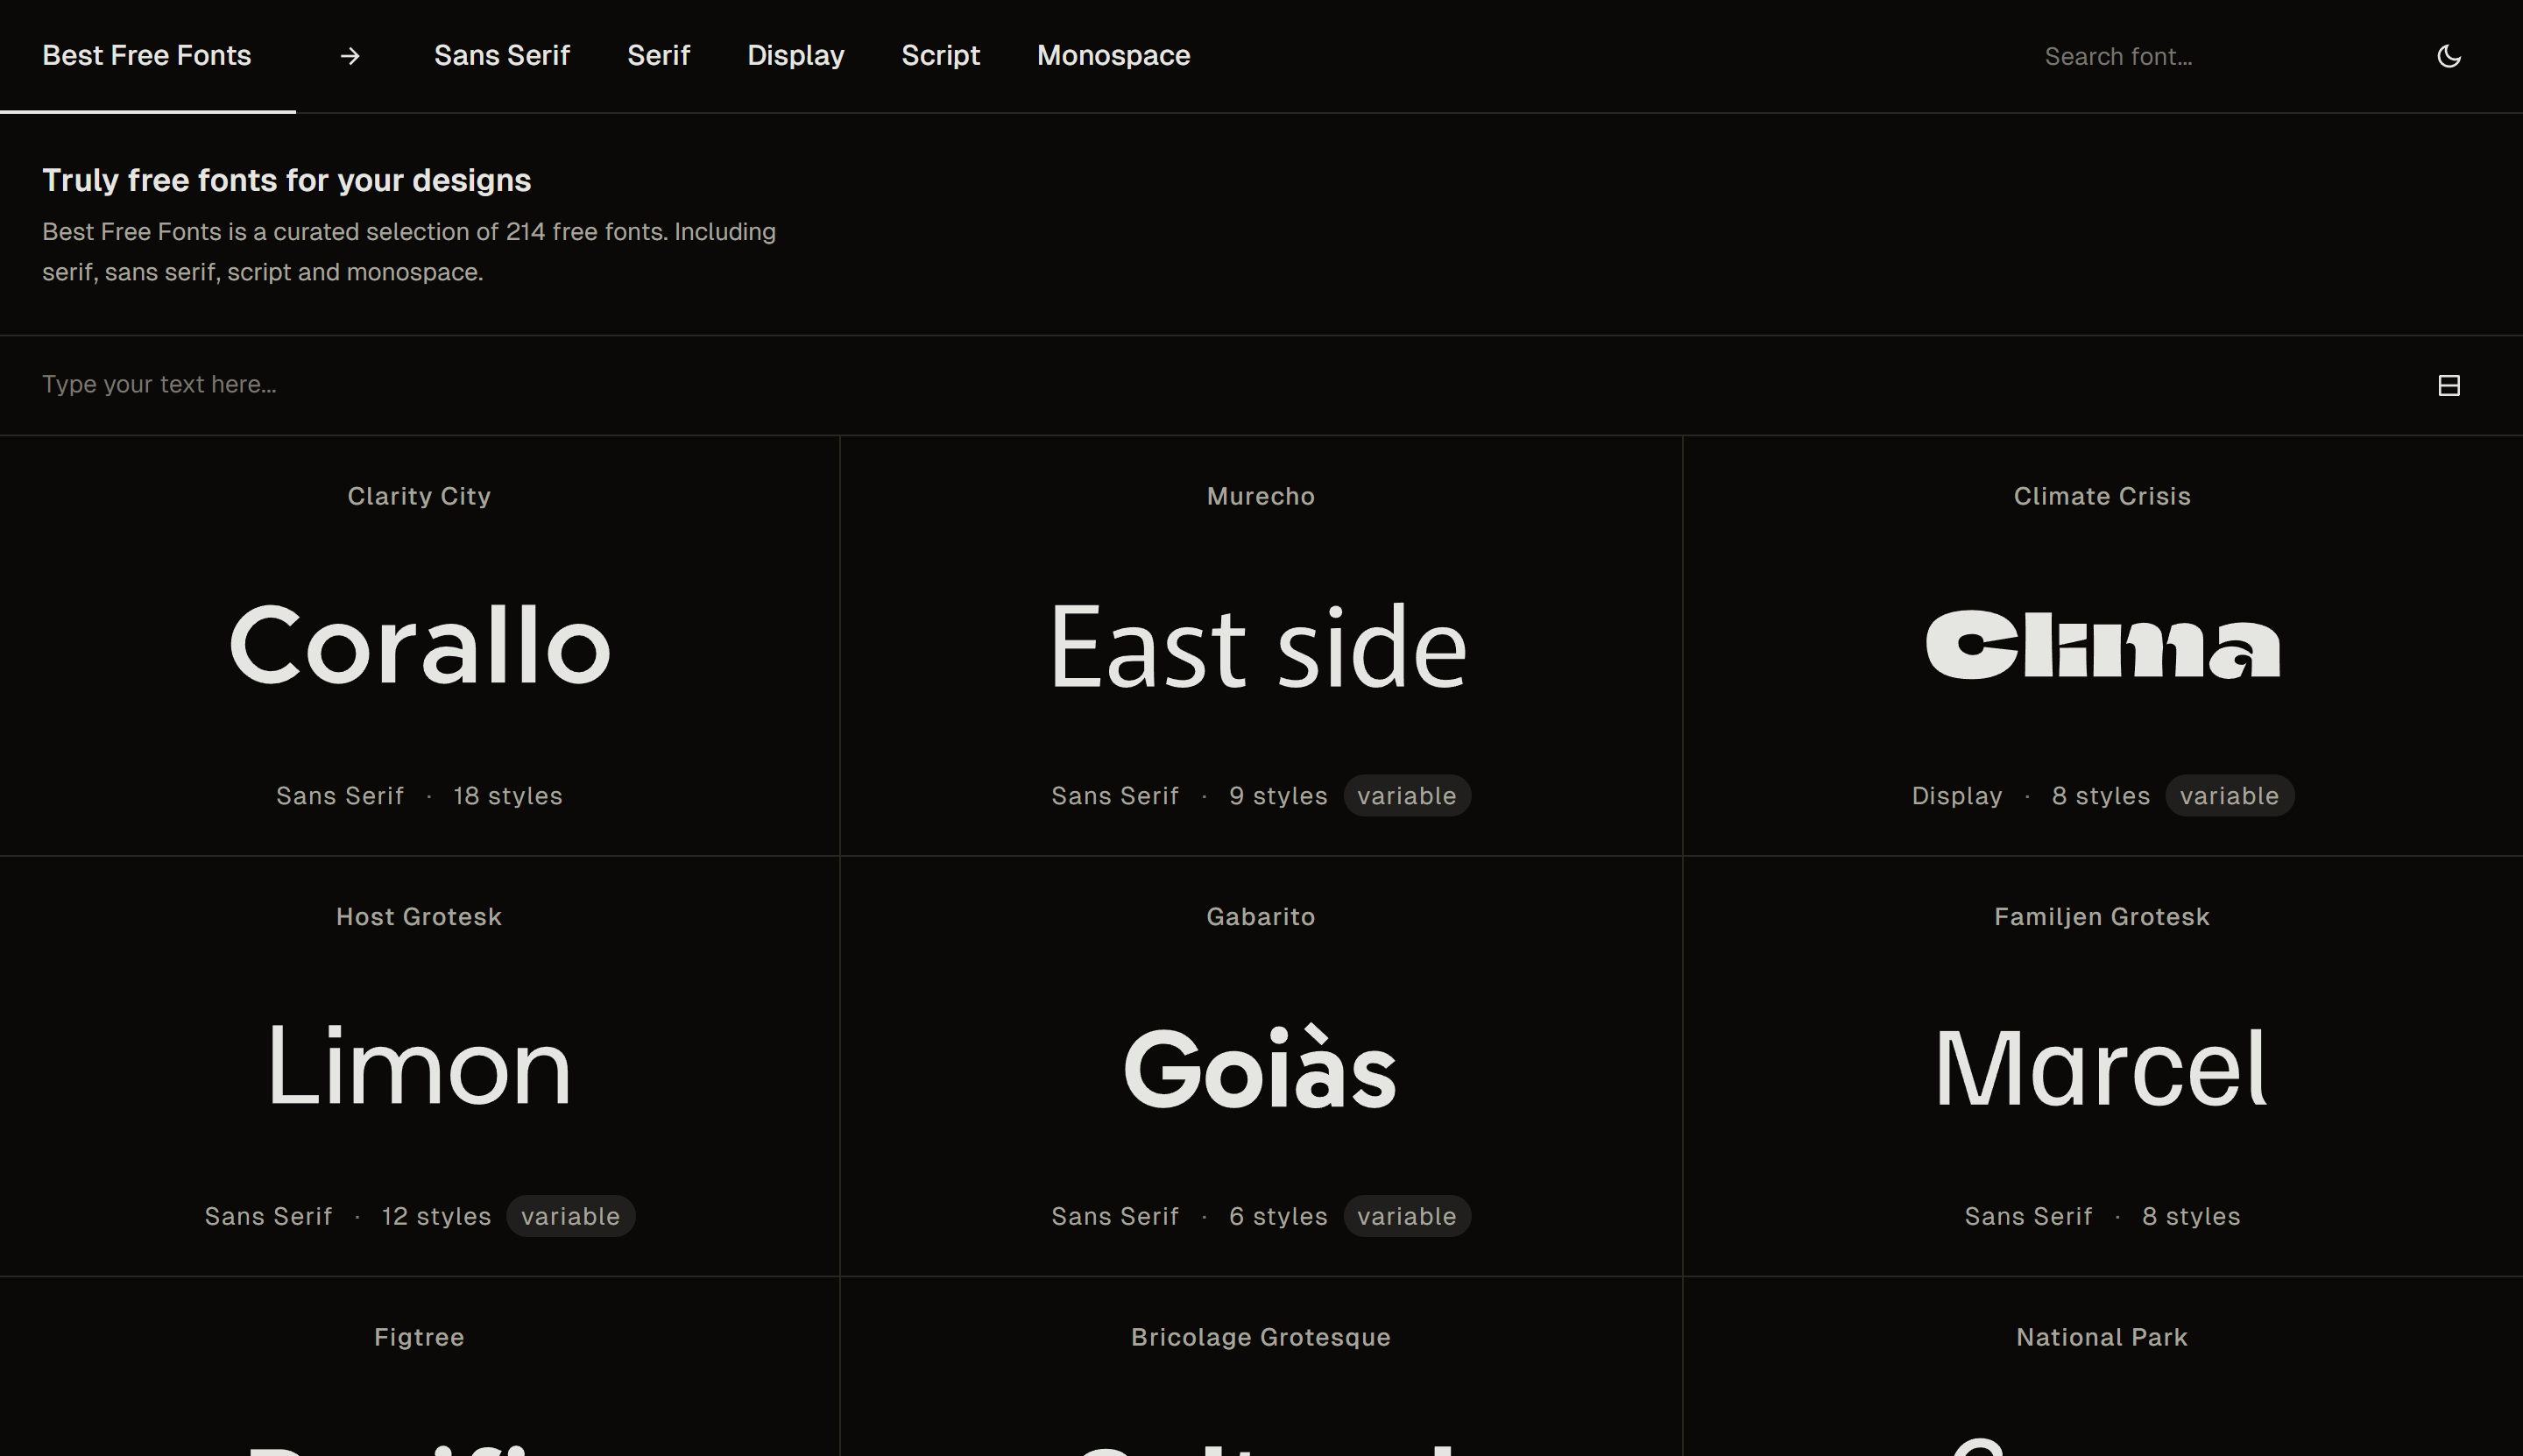 Best Free Fonts → Sans Serif Serif Display Script Monospace Search font...
Truly free fonts for your designs
Best Free Fonts is a curated selection of 214 free fonts. Including
serif, sans serif, script and monospace.
Type your text here...
Clarity City
Corallo
Sans Serif · 18 styles
Murecho
East side
Sans Serif · 9 styles variable
Climate Crisis
Clima
Display · 8 styles variable
Host Grotesk
Limon
Sans Serif · 12 styles variable
Gabarito
Goiàs
Sans Serif · 6 styles variable
Familjen Grotesk
Marcel
Sans Serif · 8 styles
Figtree
Bricolage Grotesque
National Park